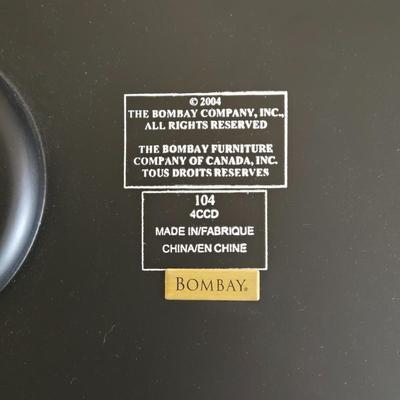 © 2004
THE BOMBAY COMPANY, INC.,
ALL RIGHTS RESERVED
THE BOMBAY FURNITURE
COMPANY OF CANADA, INC.
TOUS DROITS RESERVES
104
4CCD
MADE IN/FABRIQUE
CHINA/EN CHINE
BOMBAY®